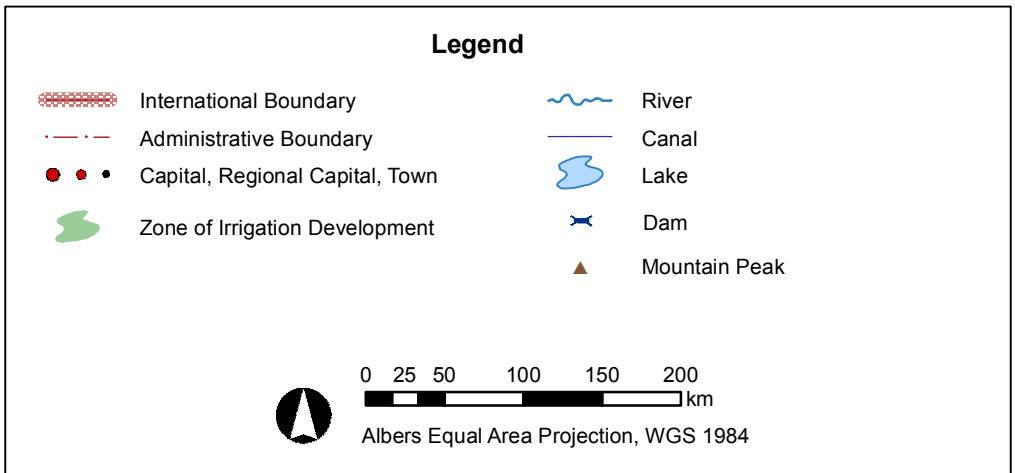 Legend
International Boundary
Administrative Boundary
Capital, Regional Capital, Town
Zone of Irrigation Development
River
Canal
Lake
Dam
Mountain Peak
0 25 50 100 150 200
km
Albers Equal Area Projection, WGS 1984